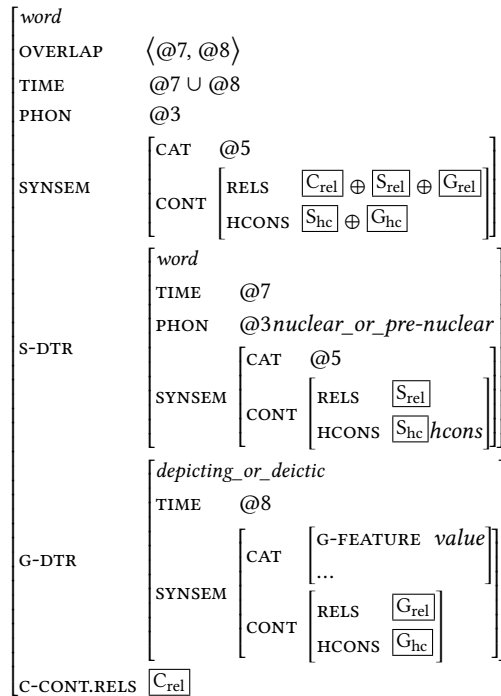 word
OVERLAP ⟨@7, @8⟩
TIME @7 ∪ @8
PHON @3
CAT @5
SYNSEM
RELS C_rel ⊕ S_rel ⊕ G_rel
CONT
HCONS S_hc ⊕ G_hc
word
TIME @7
PHON @3nuclear_or_pre-nuclear
S-DTR
CAT @5
SYNSEM
RELS S_rel
CONT
HCONS S_hc hcons
depicting_or_deictic
TIME @8
G-FEATURE value
CAT
...
G-DTR
SYNSEM
RELS G_rel
CONT
HCONS G_hc
C-CONT.RELS C_rel